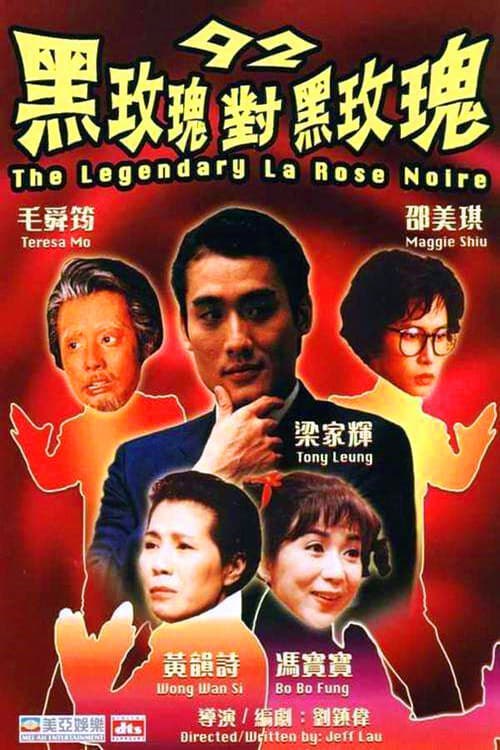 92
黑玫瑰對黑玫瑰
The Legendary La Rose Noire
毛舜筠
Teresa Mo
邵美琪
Maggie Shiu
梁家輝
Tony Leung
黃韻詩
Wong Wan Si
馮寶寶
Bo Bo Fung
美亞娛樂
MEI AH ENTERTAINMENT
DIGITAL
dts
SURROUND
導演／編劇：劉鎮偉
Directed/Written by: Jeff Lau